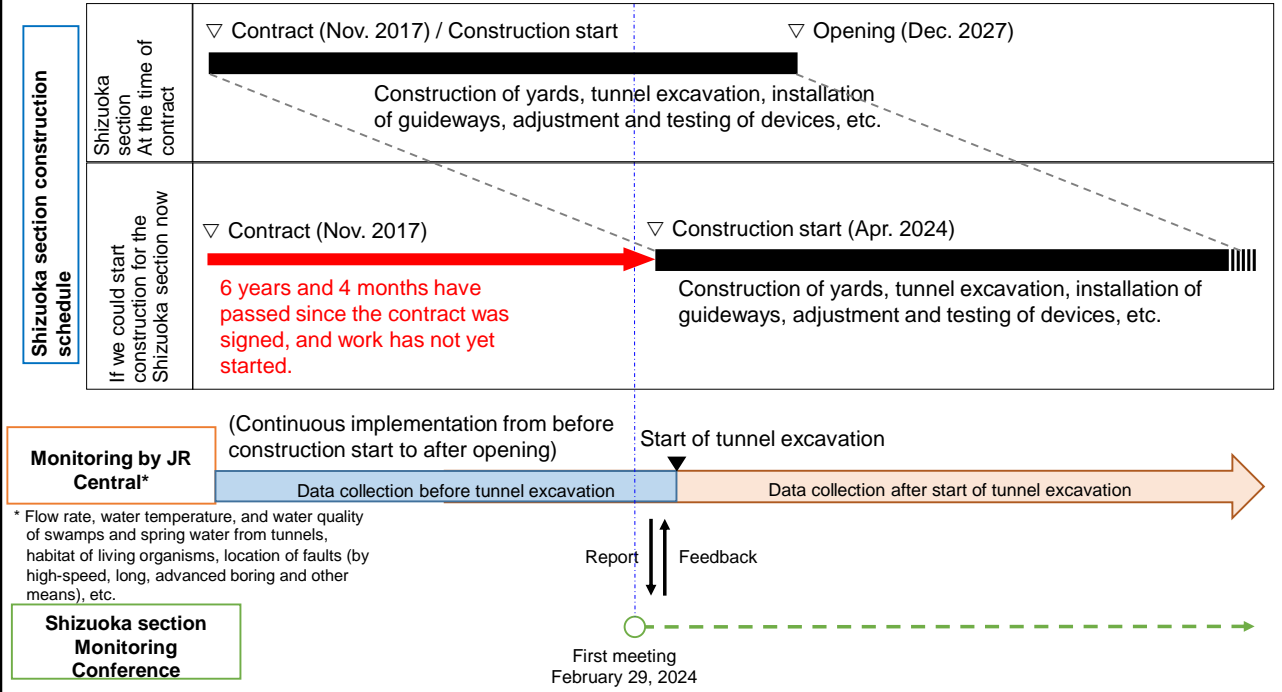 Shizuoka section construction
schedule
Shizuoka
section
At the time of
contract
▽ Contract (Nov. 2017) / Construction start
▽ Opening (Dec. 2027)
Construction of yards, tunnel excavation, installation
of guideways, adjustment and testing of devices, etc.
If we could start
construction for the
Shizuoka section now
▽ Contract (Nov. 2017)
▽ Construction start (Apr. 2024)
6 years and 4 months have
passed since the contract was
signed, and work has not yet
started.
Construction of yards, tunnel excavation, installation of
guideways, adjustment and testing of devices, etc.
Monitoring by JR
Central*
(Continuous implementation from before
construction start to after opening)
Start of tunnel excavation
Data collection before tunnel excavation
Data collection after start of tunnel excavation
* Flow rate, water temperature, and water quality
of swamps and spring water from tunnels,
habitat of living organisms, location of faults (by
high-speed, long, advanced boring and other
means), etc.
Report
Feedback
Shizuoka section
Monitoring
Conference
First meeting
February 29, 2024